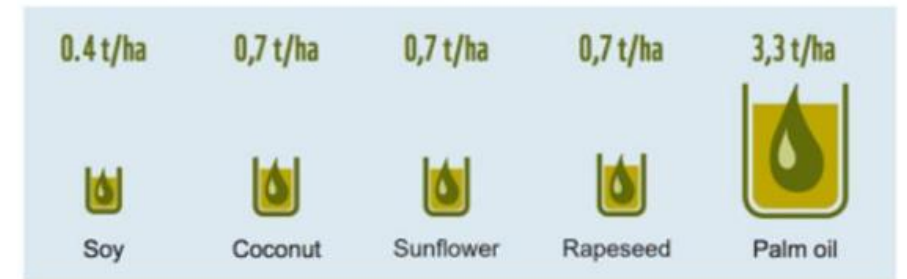 0.4 t/ha 0,7 t/ha 0,7 t/ha 0,7 t/ha 3,3 t/ha
Soy Coconut Sunflower Rapeseed Palm oil